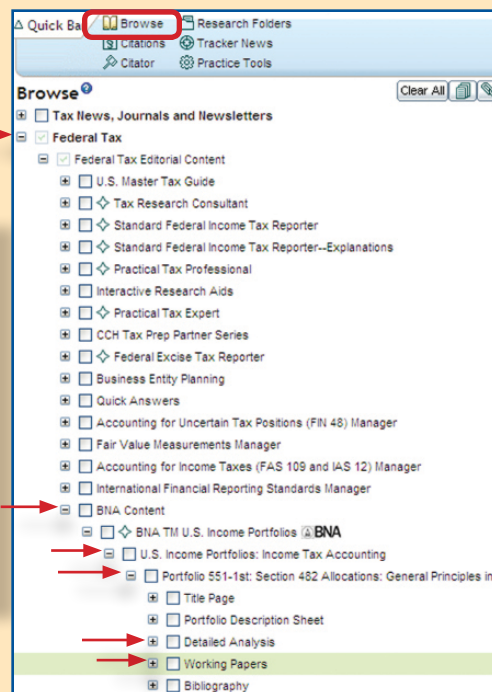 Quick Ba Browse Research Folders
Citations Tracker News
Citator Practice Tools
Browse Clear All
Tax News, Journals and Newsletters
Federal Tax
Federal Tax Editorial Content
U.S. Master Tax Guide
Tax Research Consultant
Standard Federal Income Tax Reporter
Standard Federal Income Tax Reporter--Explanations
Practical Tax Professional
Interactive Research Aids
Practical Tax Expert
CCH Tax Prep Partner Series
Federal Excise Tax Reporter
Business Entity Planning
Quick Answers
Accounting for Uncertain Tax Positions (FIN 48) Manager
Fair Value Measurements Manager
Accounting for Income Taxes (FAS 109 and IAS 12) Manager
International Financial Reporting Standards Manager
BNA Content
BNA TM U.S. Income Portfolios BNA
U.S. Income Portfolios: Income Tax Accounting
Portfolio 551-1st: Section 482 Allocations: General Principles in
Title Page
Portfolio Description Sheet
Detailed Analysis
Working Papers
Bibliography